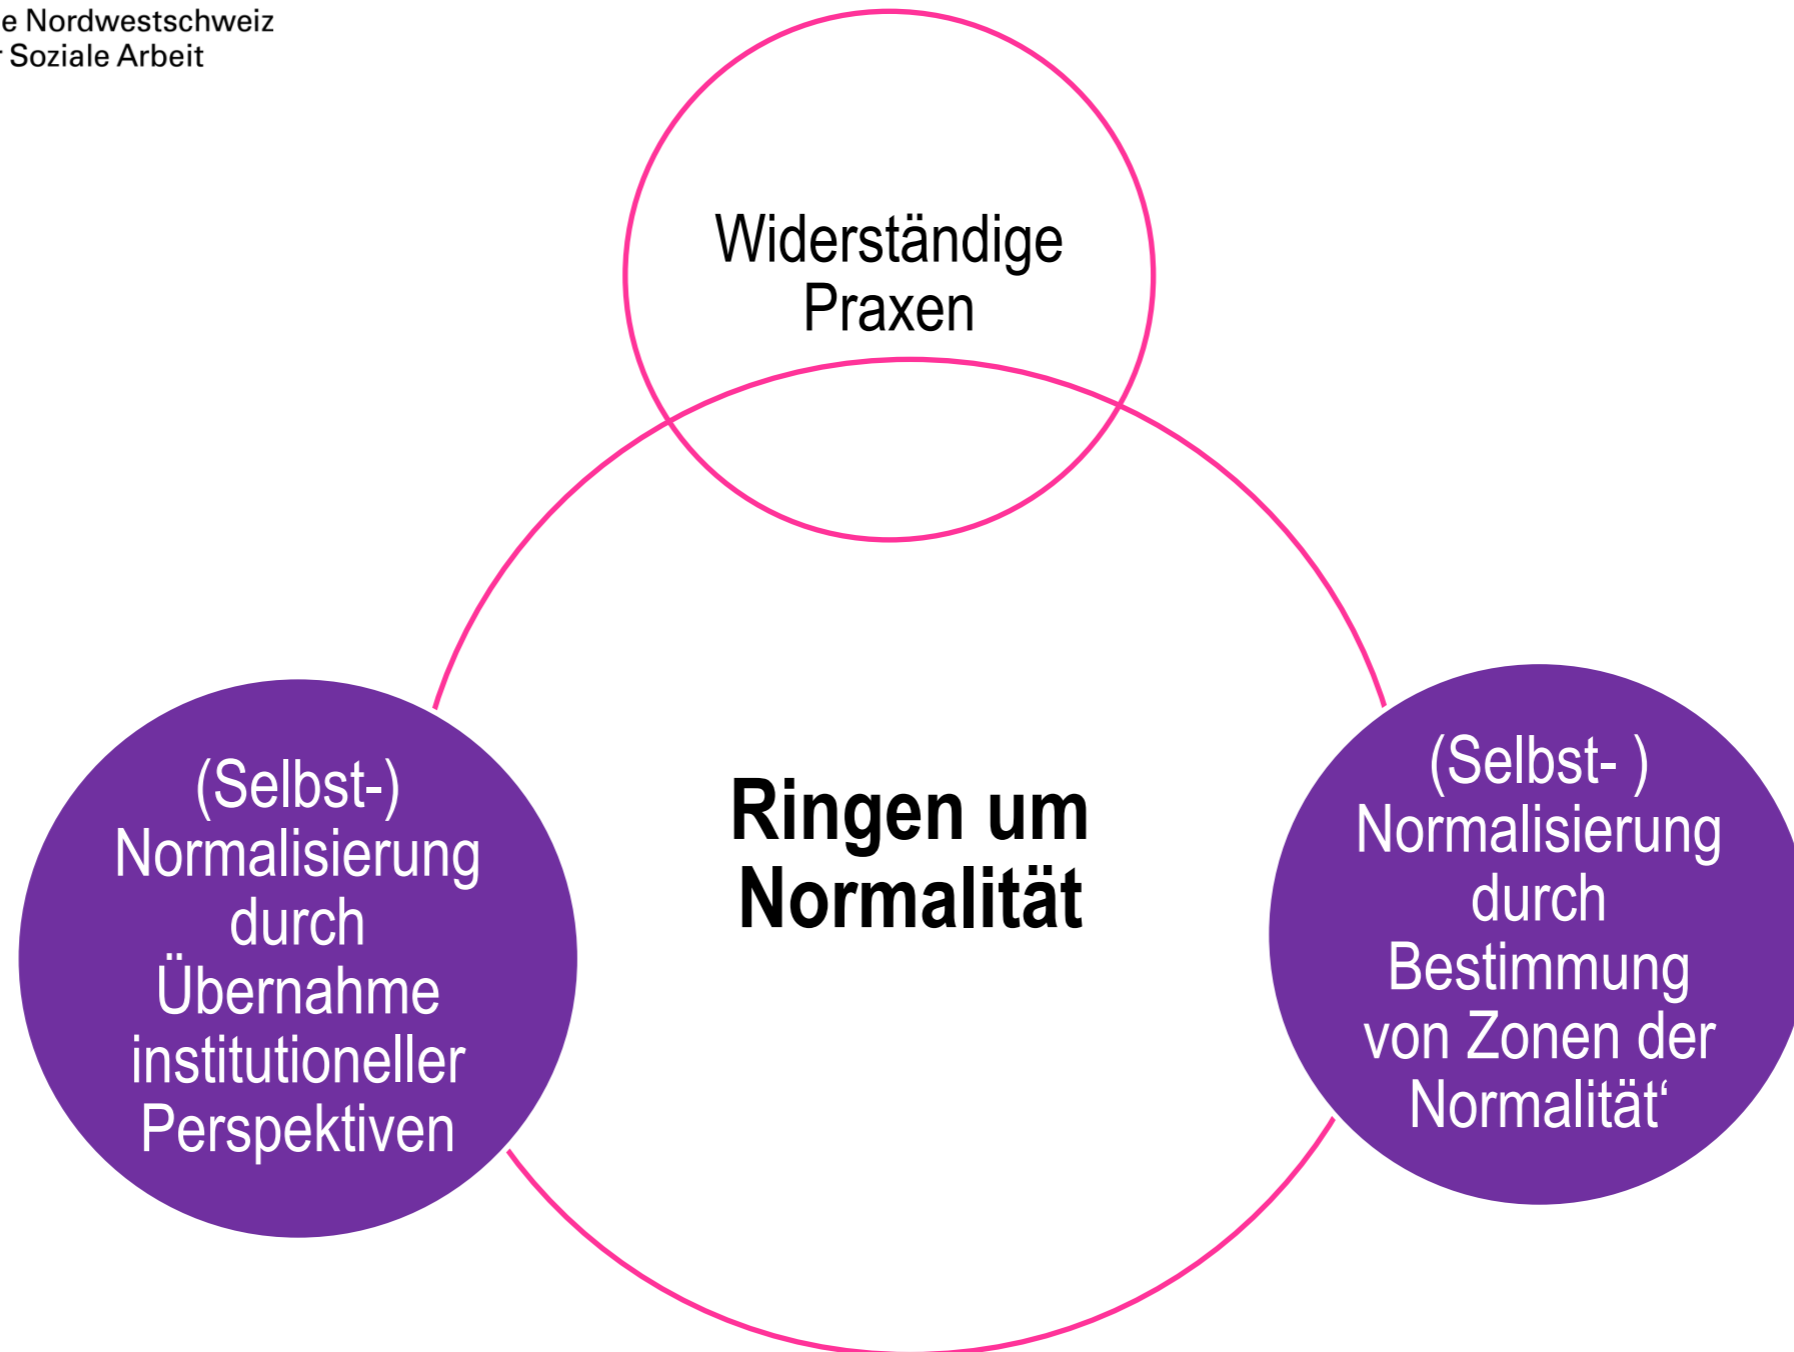 e Nordwestschweiz
r Soziale Arbeit
Widerständige
Praxen
Ringen um
Normalität
(Selbst-)
Normalisierung
durch
Übernahme
institutioneller
Perspektiven
(Selbst- )
Normalisierung
durch
Bestimmung
von Zonen der
Normalität‘